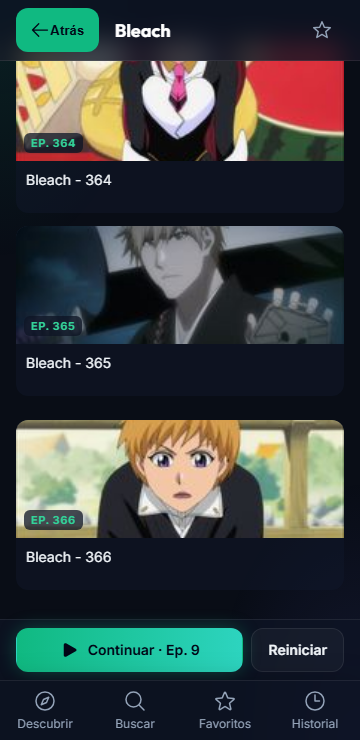 Atrás
Bleach
EP. 364
Bleach - 364
EP. 365
Bleach - 365
EP. 366
Bleach - 366
Continuar · Ep. 9
Reiniciar
Descubrir
Buscar
Favoritos
Historial